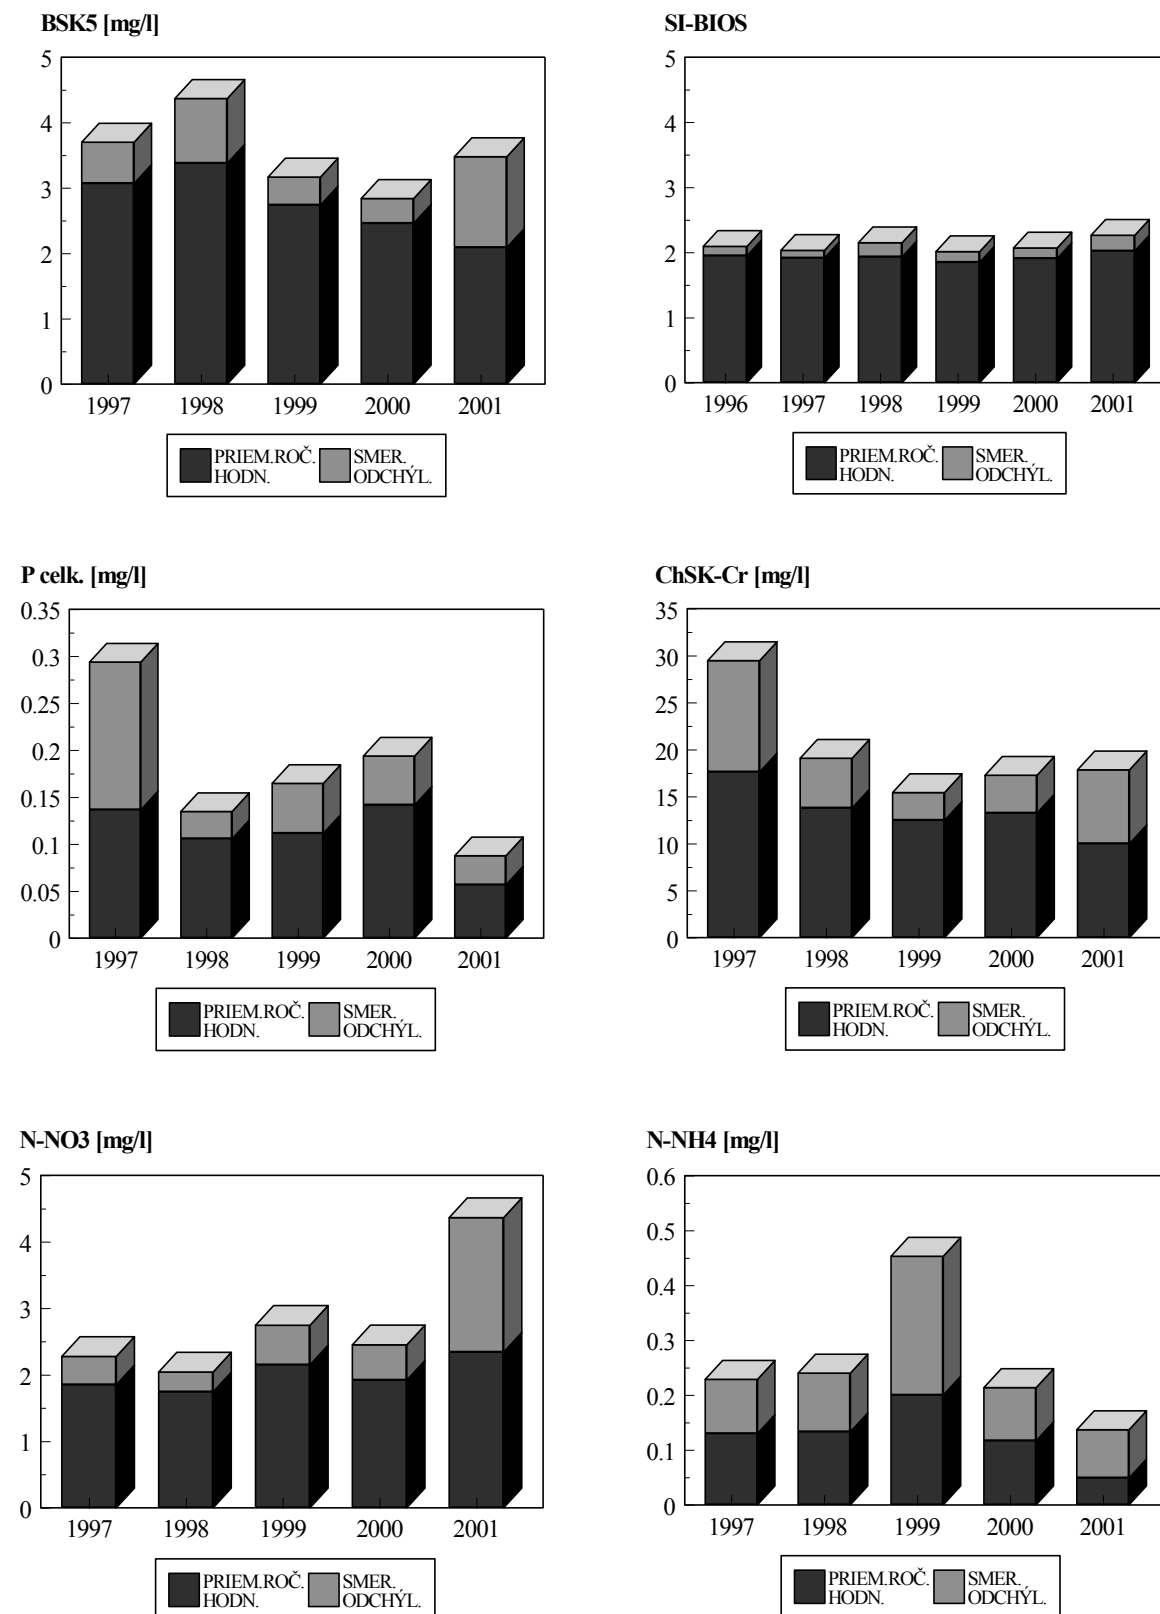 BSK5 [mg/l]
5
4
3
2
1
0
1997 1998 1999 2000 2001
PRIEM.ROČ. SMER.
HODN. ODCHÝL.
SI-BIOS
5
4
3
2
1
0
1996 1997 1998 1999 2000 2001
PRIEM.ROČ. SMER.
HODN. ODCHÝL.
P celk. [mg/l]
0.35
0.3
0.25
0.2
0.15
0.1
0.05
0
1997 1998 1999 2000 2001
PRIEM.ROČ. SMER.
HODN. ODCHÝL.
ChSK-Cr [mg/l]
35
30
25
20
15
10
5
0
1997 1998 1999 2000 2001
PRIEM.ROČ. SMER.
HODN. ODCHÝL.
N-NO3 [mg/l]
5
4
3
2
1
0
1997 1998 1999 2000 2001
PRIEM.ROČ. SMER.
HODN. ODCHÝL.
N-NH4 [mg/l]
0.6
0.5
0.4
0.3
0.2
0.1
0
1997 1998 1999 2000 2001
PRIEM.ROČ. SMER.
HODN. ODCHÝL.